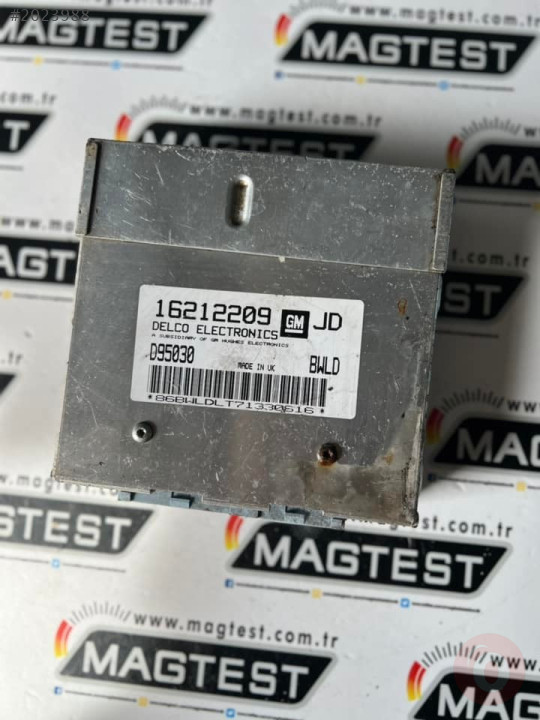 #2023988
MAGTEST
www.magtest.com.tr
MAGTEST
16212209 GM JD
DELCO ELECTRONICS
A SUBSIDIARY OF GM HUGHES ELECTRONICS
D95030 MADE IN UK BWLD
*86BWLDLT71330616*
www.magtest.com.tr
MAGTEST
www.magtest.com.tr
MAGTEST